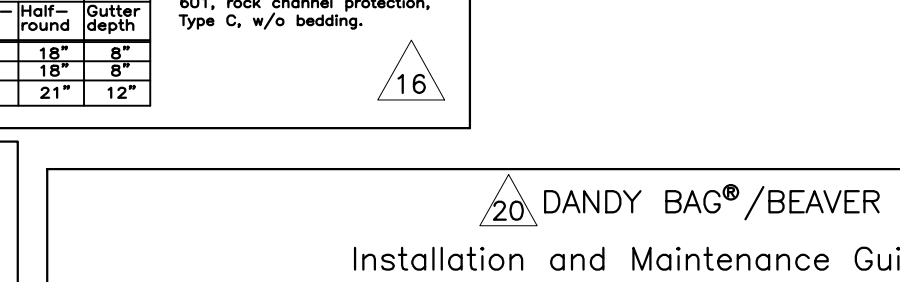 601, rock channel protection,
Type C, w/o bedding.
Half– Gutter
round depth
18" 8"
18" 8"
21" 12"
16
20 DANDY BAG®/BEAVER
Installation and Maintenance Gui